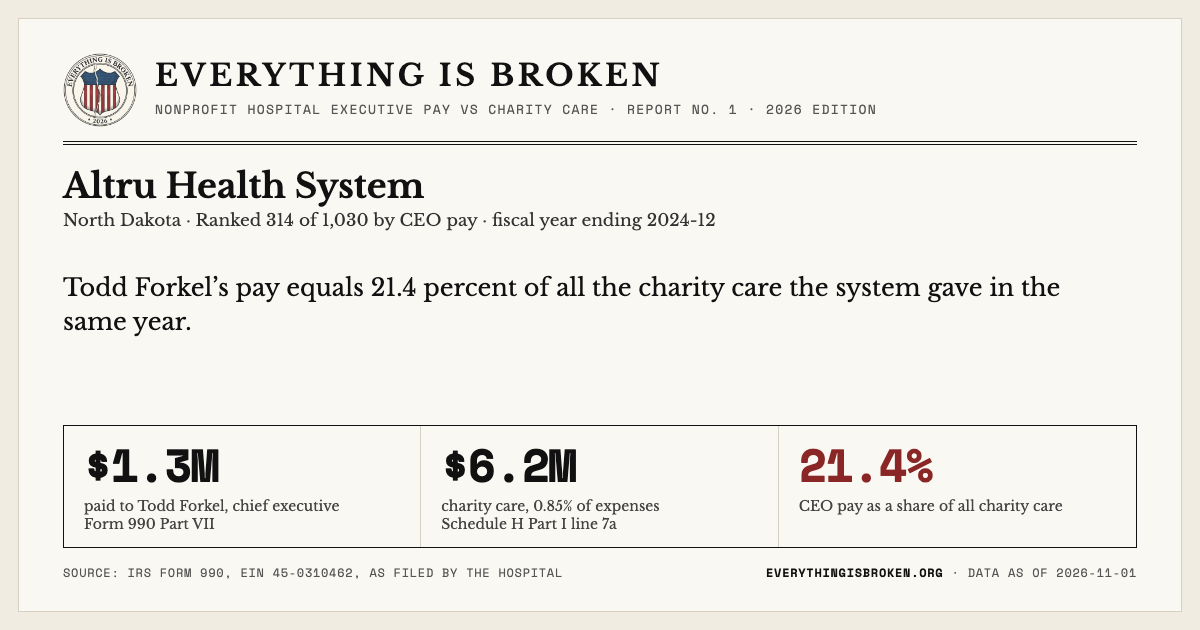 EVERYTHING IS BROKEN
2026
EVERYTHING IS BROKEN
NONPROFIT HOSPITAL EXECUTIVE PAY VS CHARITY CARE · REPORT NO. 1 · 2026 EDITION
Altru Health System
North Dakota · Ranked 314 of 1,030 by CEO pay · fiscal year ending 2024-12
Todd Forkel’s pay equals 21.4 percent of all the charity care the system gave in the
same year.
$1.3M
paid to Todd Forkel, chief executive
Form 990 Part VII
$6.2M
charity care, 0.85% of expenses
Schedule H Part I line 7a
21.4%
CEO pay as a share of all charity care
SOURCE: IRS FORM 990, EIN 45-0310462, AS FILED BY THE HOSPITAL
EVERYTHINGISBROKEN.ORG · DATA AS OF 2026-11-01